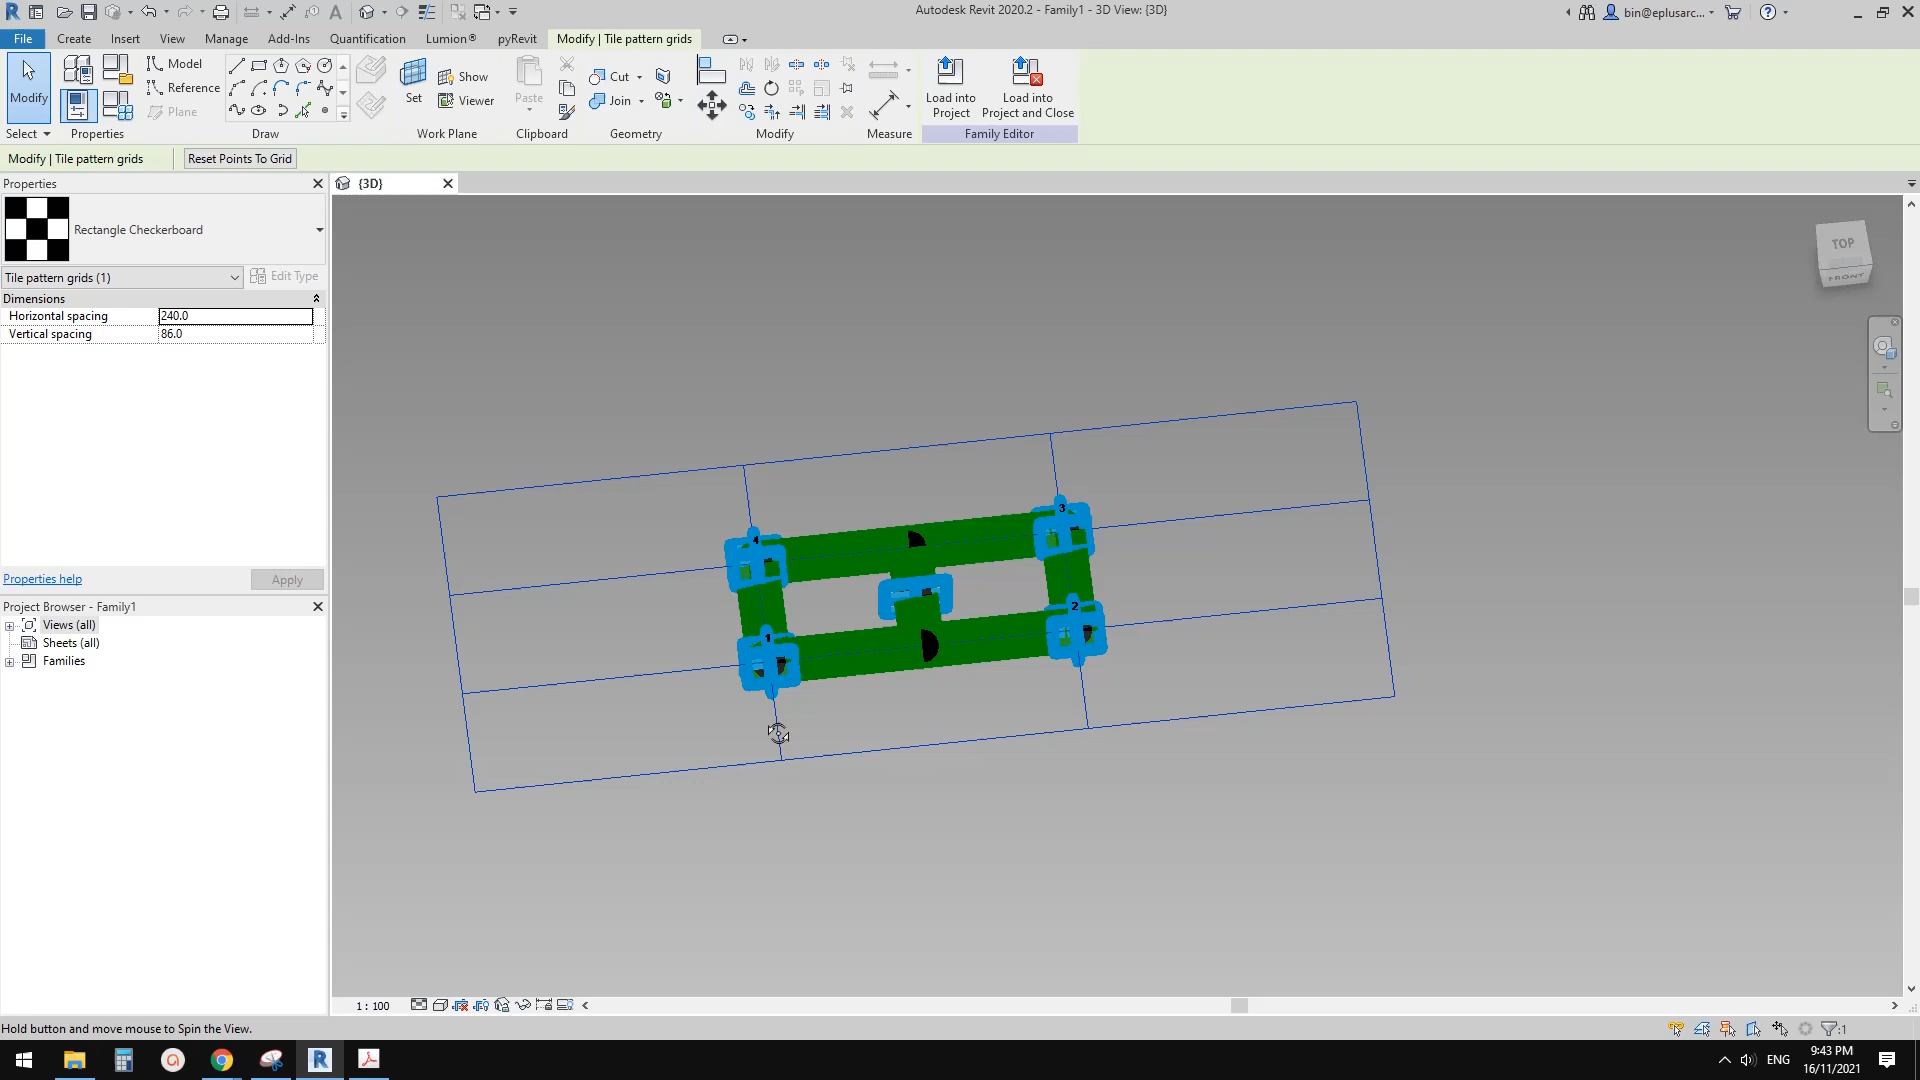 Autodesk Revit 2020.2 - Family1 - 3D View: {3D}
bin@eplusarc...
File
Create
Insert
View
Manage
Add-Ins
Quantification
Lumion®
pyRevit
Modify | Tile pattern grids
Modify
Model
Reference
Plane
Set
Show
Viewer
Paste
Cut
Join
Load into
Project
Load into
Project and Close
Select
Properties
Draw
Work Plane
Clipboard
Geometry
Modify
Measure
Family Editor
Modify | Tile pattern grids
Reset Points To Grid
Properties
{3D}
Rectangle Checkerboard
Tile pattern grids (1)
Edit Type
Dimensions
Horizontal spacing
240.0
Vertical spacing
86.0
TOP
FRONT
4
3
1
2
Properties help
Apply
Project Browser - Family1
Views (all)
Sheets (all)
Families
1 : 100
Hold button and move mouse to Spin the View.
:1
ENG
9:43 PM
16/11/2021